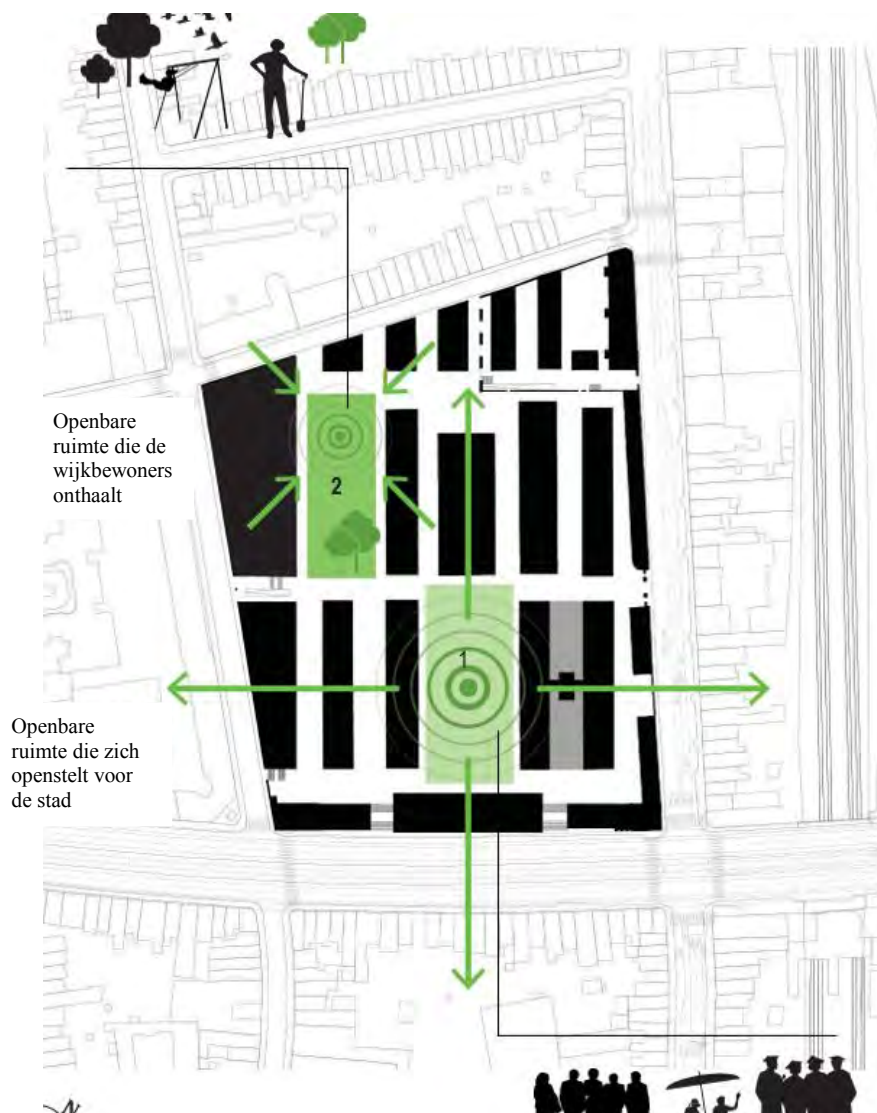 Openbare
ruimte die de
wijkbewoners
onthaalt
2
1
Openbare
ruimte die zich
openstelt voor
de stad
N